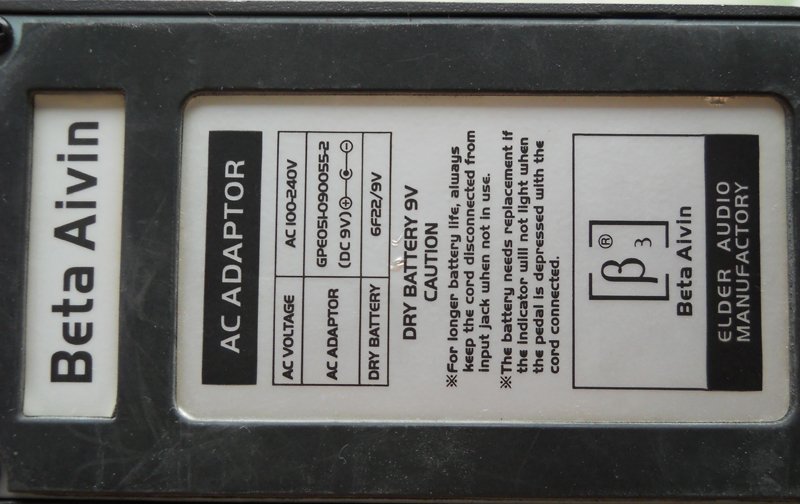 Beta Aivin
AC ADAPTOR
AC VOLTAGE AC 100-240V
AC ADAPTOR GPE051-090055-2
(DC 9V)
DRY BATTERY 6F22/9V
DRY BATTERY 9V
CAUTION
※For longer battery life, always
keep the cord disconnected from
input jack when not in use.
※The battery needs replacement if
the indicator will not light when
the pedal is depressed with the
cord connected.
β3®
Beta Aivin
ELDER AUDIO
MANUFACTORY